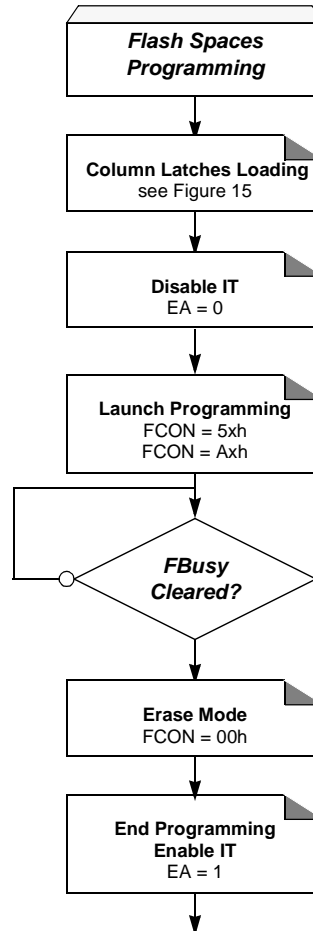 Flash Spaces
Programming
Column Latches Loading
see Figure 15
Disable IT
EA = 0
Launch Programming
FCON = 5xh
FCON = Axh
FBusy
Cleared?
Erase Mode
FCON = 00h
End Programming
Enable IT
EA = 1